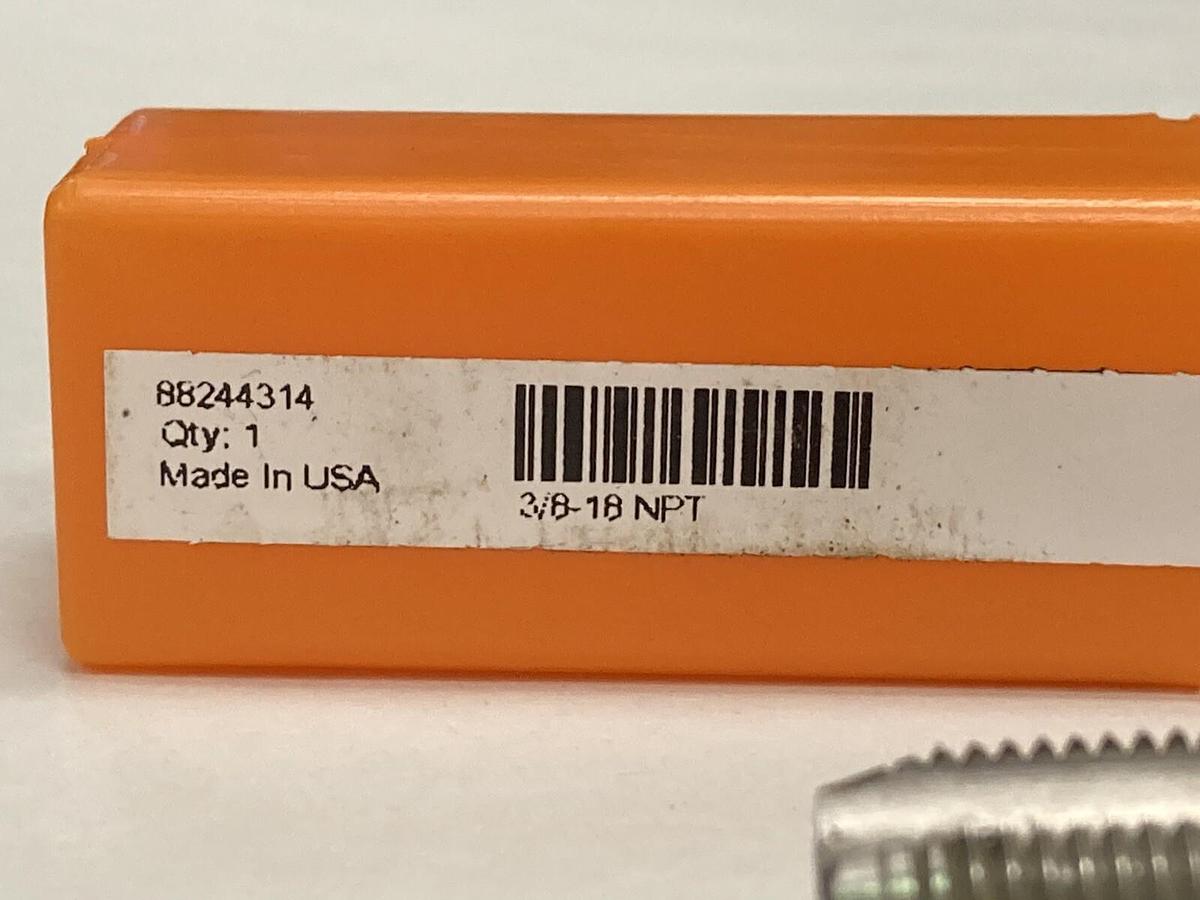 88244314
Qty: 1
Made In USA
3/8-18 NPT